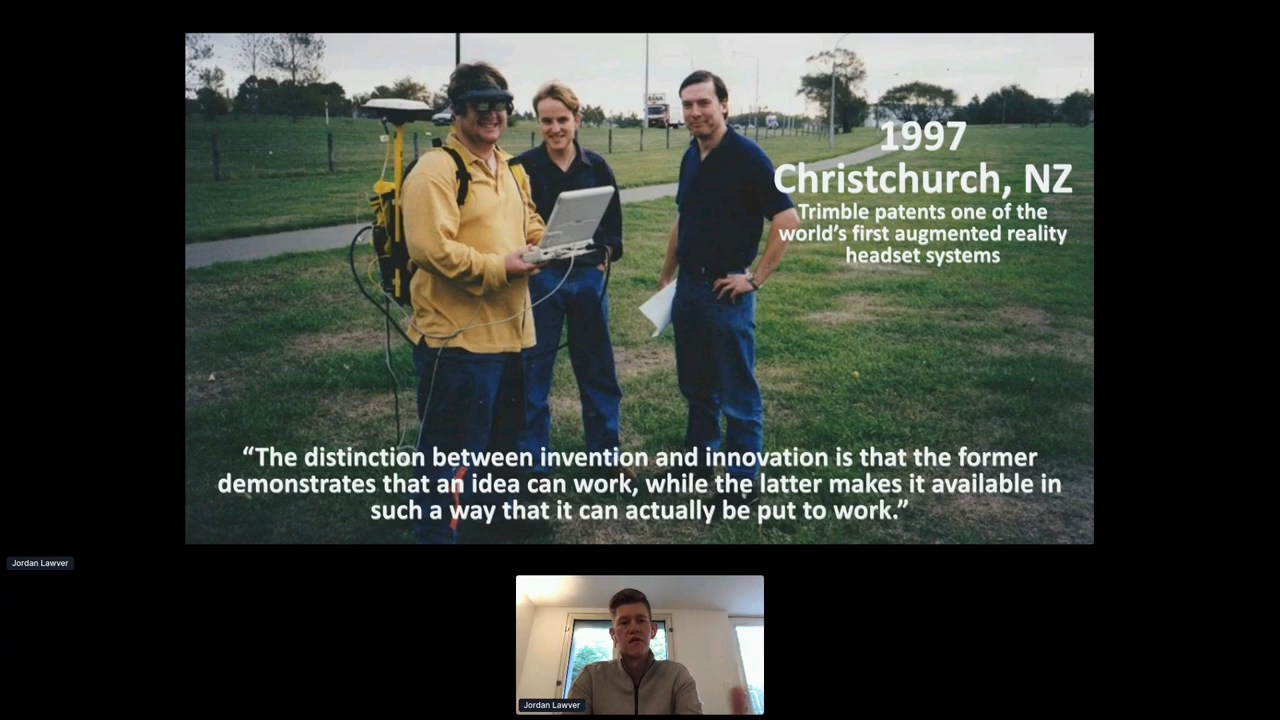 1997
Christchurch, NZ
Trimble patents one of the
world’s first augmented reality
headset systems
“The distinction between invention and innovation is that the former
demonstrates that an idea can work, while the latter makes it available in
such a way that it can actually be put to work.”
Jordan Lawver
Jordan Lawver